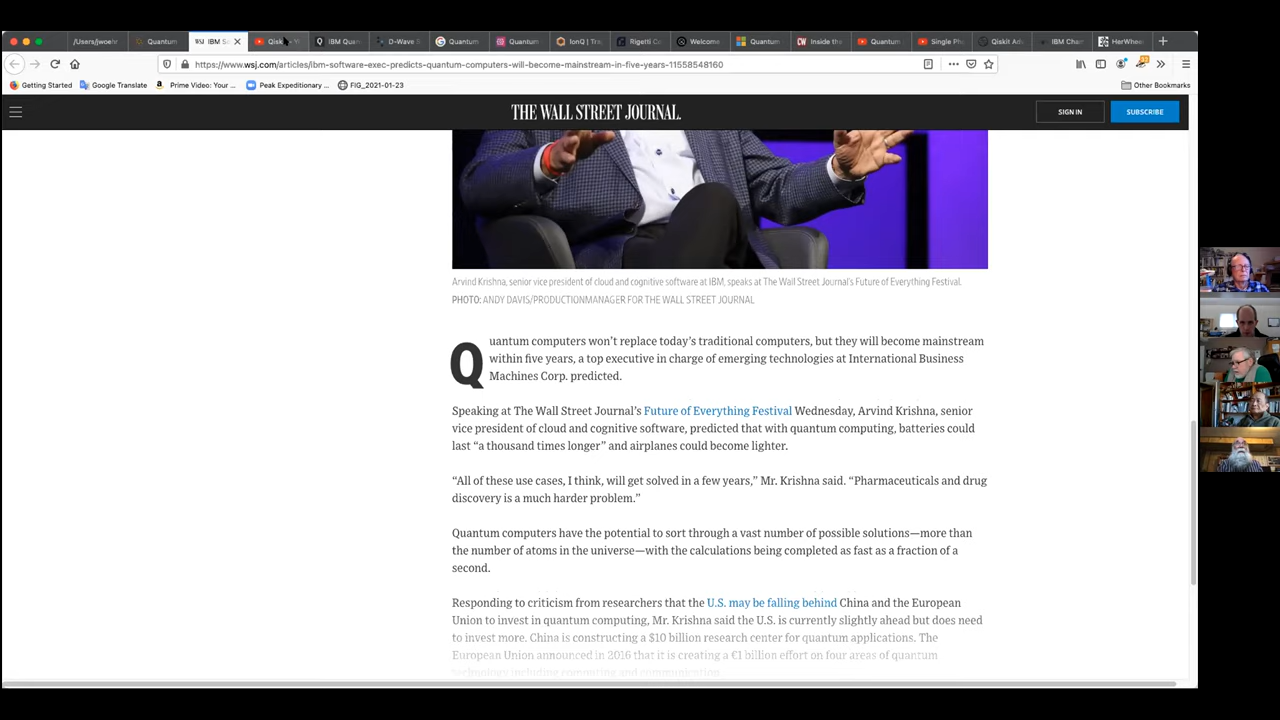 /Users/jwoehr
Quantum
WSJ IBM S
Qisk
IBM Quan
D-Wave
Quantum
Quantum
IonQ | Tra
Rigetti C
Welcome
Quantum
CW Inside the
Quantum
Single Pho
Qiskit Ad
IBM Chan
HerWhee
https://www.wsj.com/articles/ibm-software-exec-predicts-quantum-computers-will-become-mainstream-in-five-years-11558548160
Getting Started
Google Translate
Prime Video: Your ...
Peak Expeditionary ...
FIG_2021-01-23
Other Bookmarks
THE WALL STREET JOURNAL.
SIGN IN
SUBSCRIBE
Arvind Krishna, senior vice president of cloud and cognitive software at IBM, speaks at The Wall Street Journal's Future of Everything Festival.
PHOTO: ANDY DAVIS/PRODUCTIONMANAGER FOR THE WALL STREET JOURNAL
Quantum computers won't replace today's traditional computers, but they will become mainstream
within five years, a top executive in charge of emerging technologies at International Business
Machines Corp. predicted.
Speaking at The Wall Street Journal's Future of Everything Festival Wednesday, Arvind Krishna, senior
vice president of cloud and cognitive software, predicted that with quantum computing, batteries could
last “a thousand times longer” and airplanes could become lighter.
“All of these use cases, I think, will get solved in a few years,” Mr. Krishna said. “Pharmaceuticals and drug
discovery is a much harder problem.”
Quantum computers have the potential to sort through a vast number of possible solutions—more than
the number of atoms in the universe—with the calculations being completed as fast as a fraction of a
second.
Responding to criticism from researchers that the U.S. may be falling behind China and the European
Union to invest in quantum computing, Mr. Krishna said the U.S. is currently slightly ahead but does need
to invest more. China is constructing a $10 billion research center for quantum applications. The
European Union announced in 2016 that it is creating a €1 billion effort on four areas of quantum
technology including computing and communication.